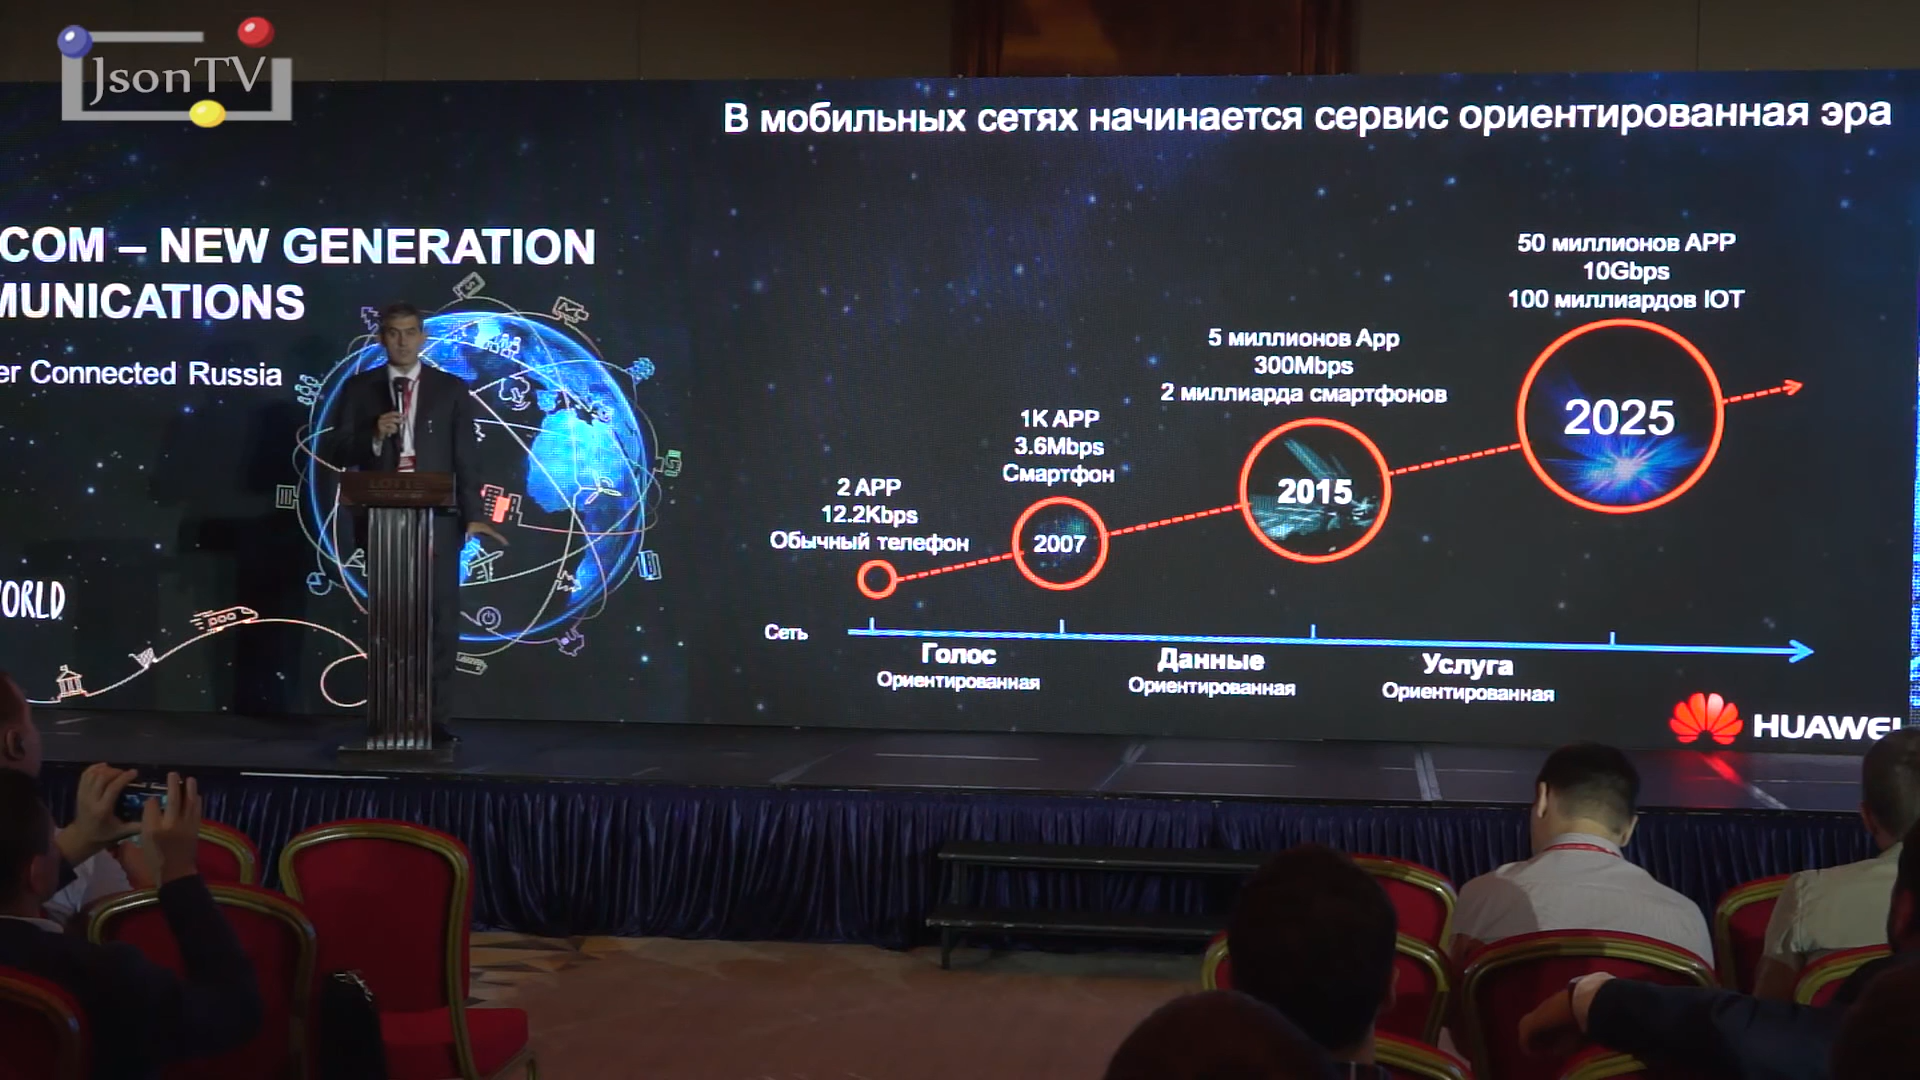 JsonTV
COM – NEW GENERATION
MUNICATIONS
er Connected Russia
WORLD
LOTTE
В мобильных сетях начинается сервис ориентированная эра
50 миллионов APP
10Gbps
100 миллиардов IOT
5 миллионов App
300Mbps
2 миллиарда смартфонов
1K APP
3.6Mbps
Смартфон
2 APP
12.2Kbps
Обычный телефон
2007
2015
2025
Сеть
Голос
Ориентированная
Данные
Ориентированная
Услуга
Ориентированная
HUAWEI